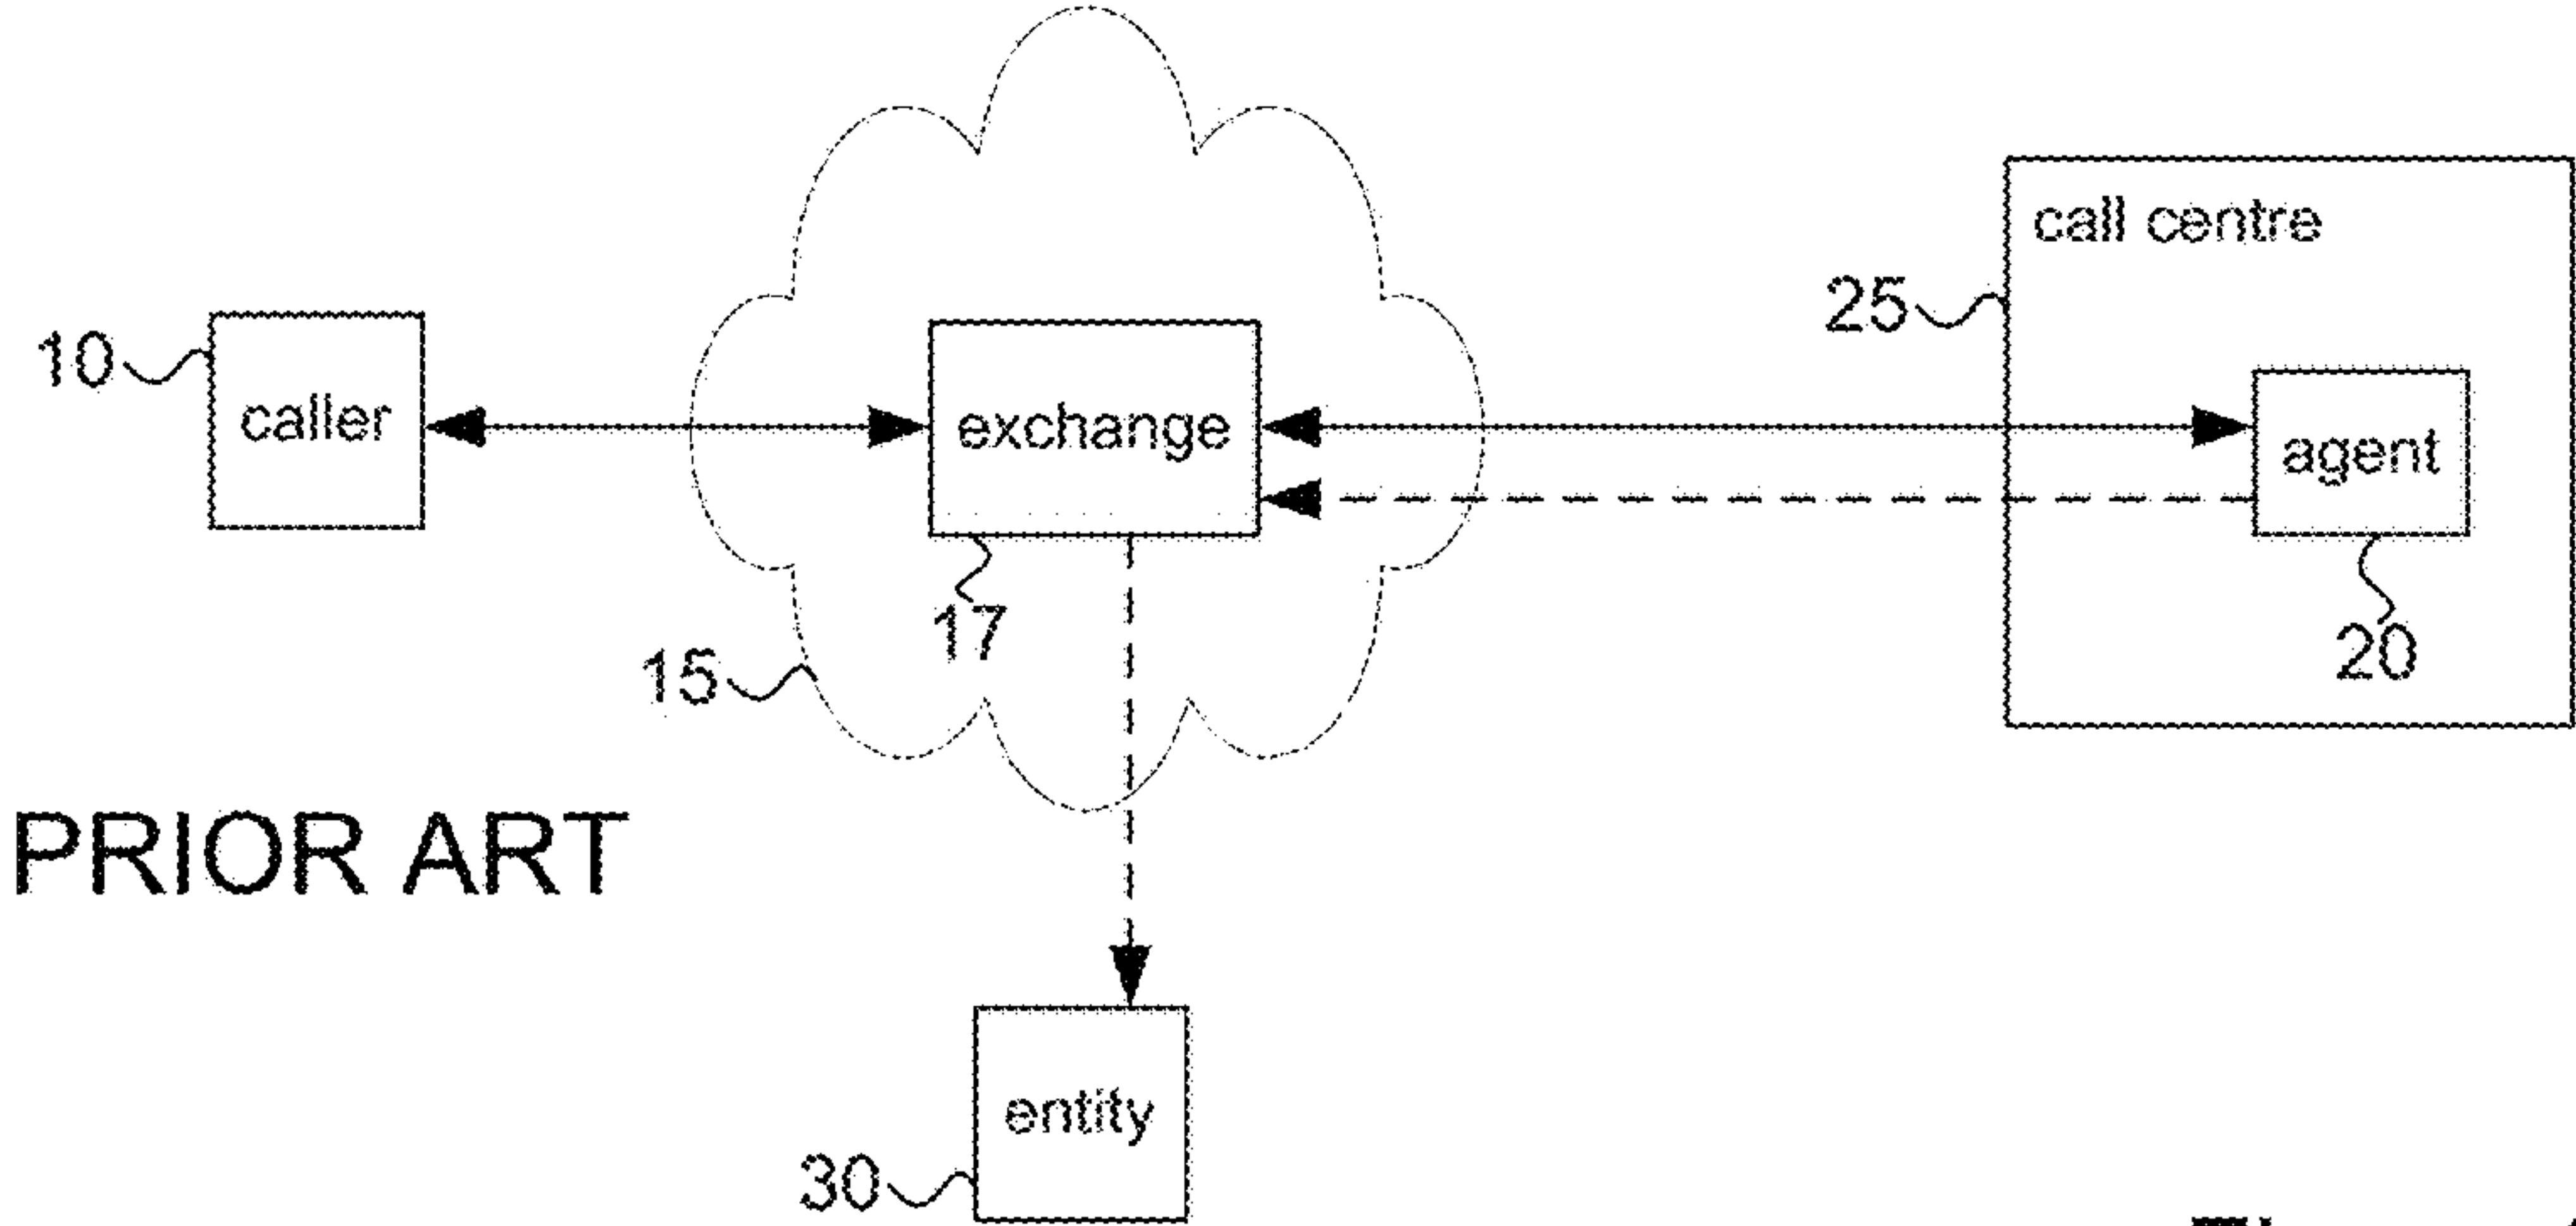 call centre
25
10
caller
exchange
agent
17
20
15
PRIOR ART
entity
30